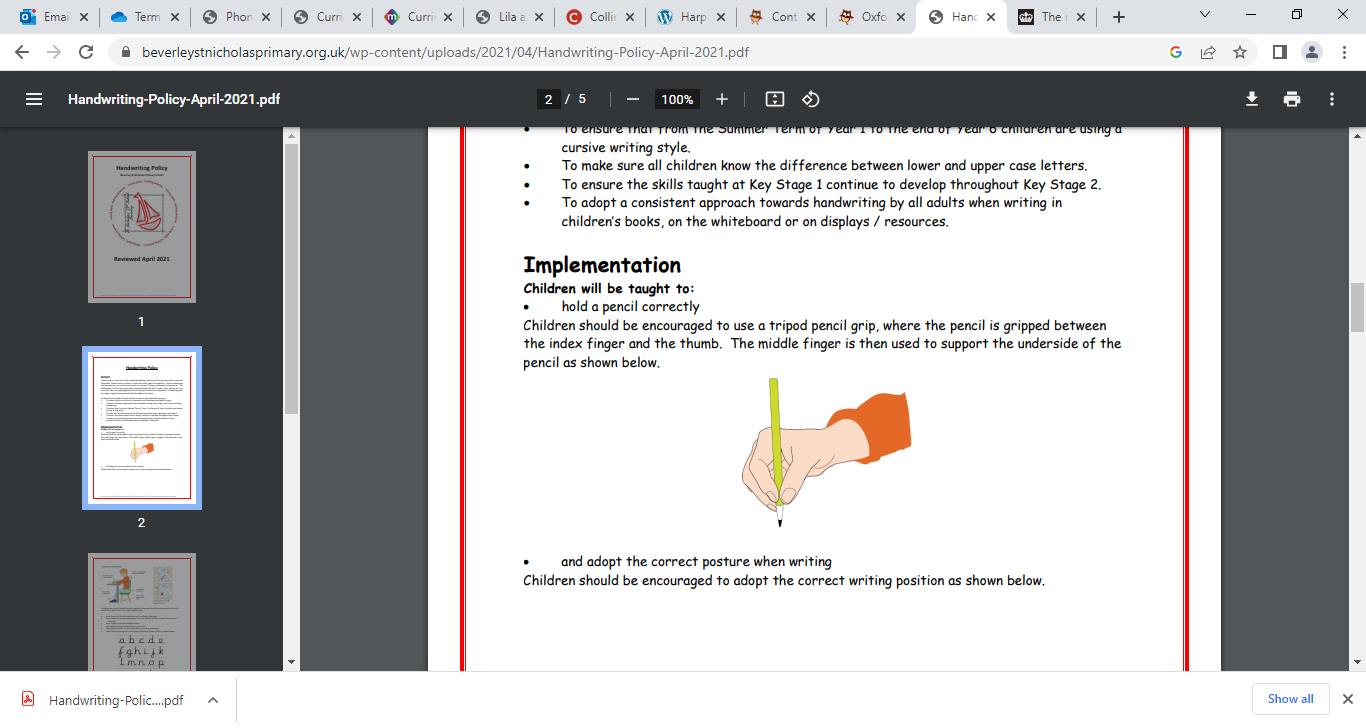 Email
Term
Phon
Curri
Curri
Lila a
Collin
Harp
Cont
Oxfo
Hand
The r
beverleystnicholasprimary.org.uk/wp-content/uploads/2021/04/Handwriting-Policy-April-2021.pdf
Handwriting-Policy-April-2021.pdf
2 / 5
100%
Handwriting Policy
Reviewed April 2021
1
Handwriting Policy
2
a b c d e
f g h i j k
l m n o p
• To ensure that from the Summer Term of Year 1 to the end of Year 6 children are using a
cursive writing style.
• To make sure all children know the difference between lower and upper case letters.
• To ensure the skills taught at Key Stage 1 continue to develop throughout Key Stage 2.
• To adopt a consistent approach towards handwriting by all adults when writing in
children's books, on the whiteboard or on displays / resources.
Implementation
Children will be taught to:
• hold a pencil correctly
Children should be encouraged to use a tripod pencil grip, where the pencil is gripped between
the index finger and the thumb. The middle finger is then used to support the underside of the
pencil as shown below.
• and adopt the correct posture when writing
Children should be encouraged to adopt the correct writing position as shown below.
Handwriting-Polic....pdf
Show all